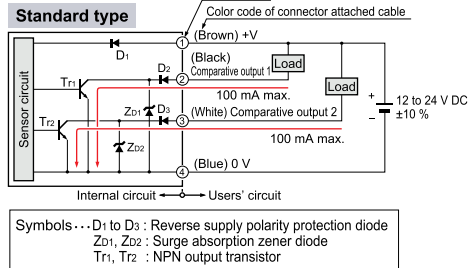 Standard type
Color code of connector attached cable
1 (Brown) +V
D1
(Black)
D2
2 Comparative output 1
Load
Load
Tr1
100 mA max.
Sensor circuit
ZD1 D3
3 (White) Comparative output 2
+
12 to 24 V DC
−
±10 %
Tr2
100 mA max.
ZD2
(Blue) 0 V
4
Internal circuit
Users' circuit
Symbols ··· D1 to D3 : Reverse supply polarity protection diode
ZD1, ZD2 : Surge absorption zener diode
Tr1, Tr2 : NPN output transistor